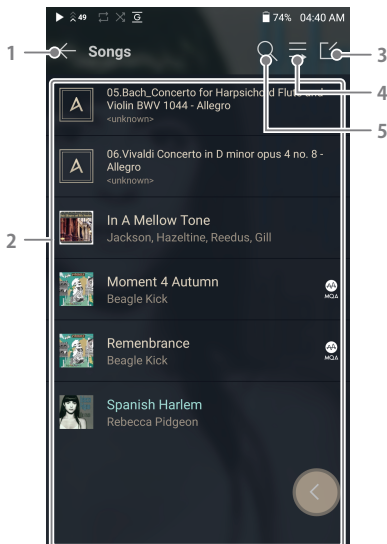 49 G 74% 04:40 AM
1 Songs 3
4
5
05.Bach_Concerto for Harpsichord Flute and
Violin BWV 1044 - Allegro
<unknown>
06.Vivaldi Concerto in D minor opus 4 no. 8 -
Allegro
<unknown>
2
In A Mellow Tone
Jackson, Hazeltine, Reedus, Gill
Moment 4 Autumn
Beagle Kick
MQA
Remenbrance
Beagle Kick
MQA
Spanish Harlem
Rebecca Pidgeon